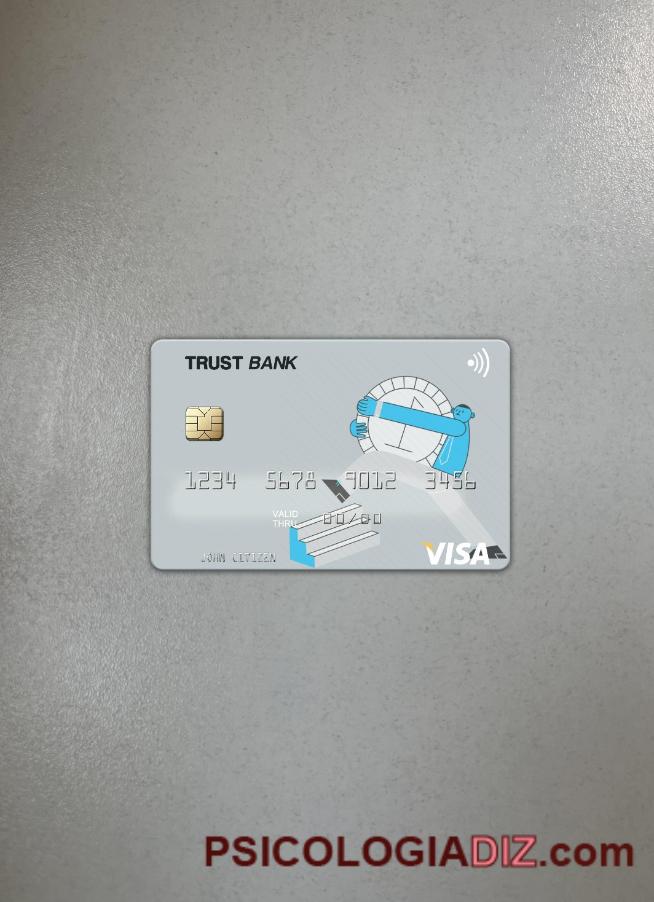 TRUST BANK
1234 5678 9012 3456
VALID
THRU 00/00
JOHN CITIZEN
VISA
PSICOLOGIADIZ.com